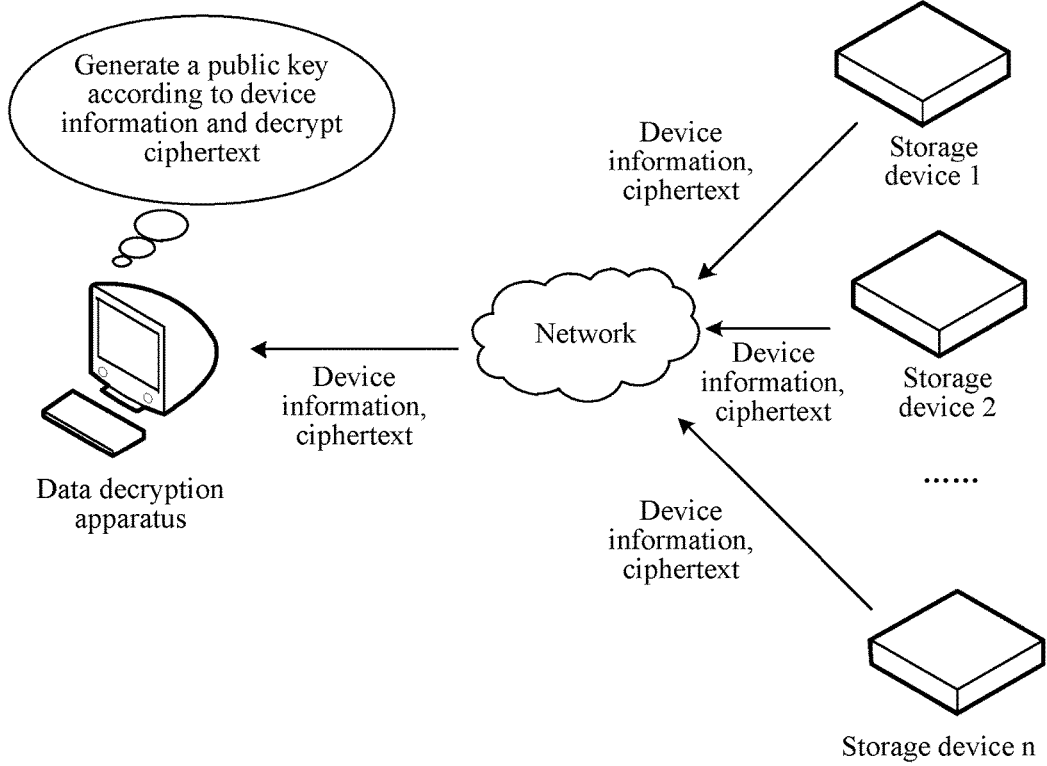 Generate a public key
according to device
information and decrypt
ciphertext
Device
information,
ciphertext
Storage
device 1
Network
Device
information,
ciphertext
Storage
device 2
Device
information,
ciphertext
Data decryption
apparatus
......
Device
information,
ciphertext
Storage device n